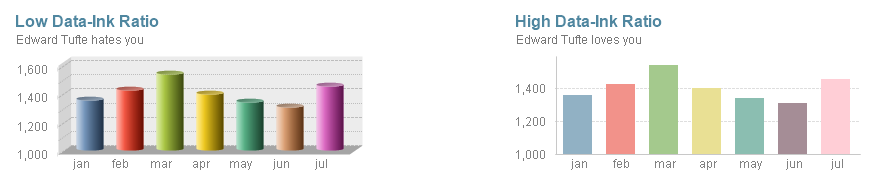 Low Data-Ink Ratio
Edward Tufte hates you
1,600
1,400
1,200
1,000
jan feb mar apr may jun jul
High Data-Ink Ratio
Edward Tufte loves you
1,400
1,200
1,000
jan feb mar apr may jun jul